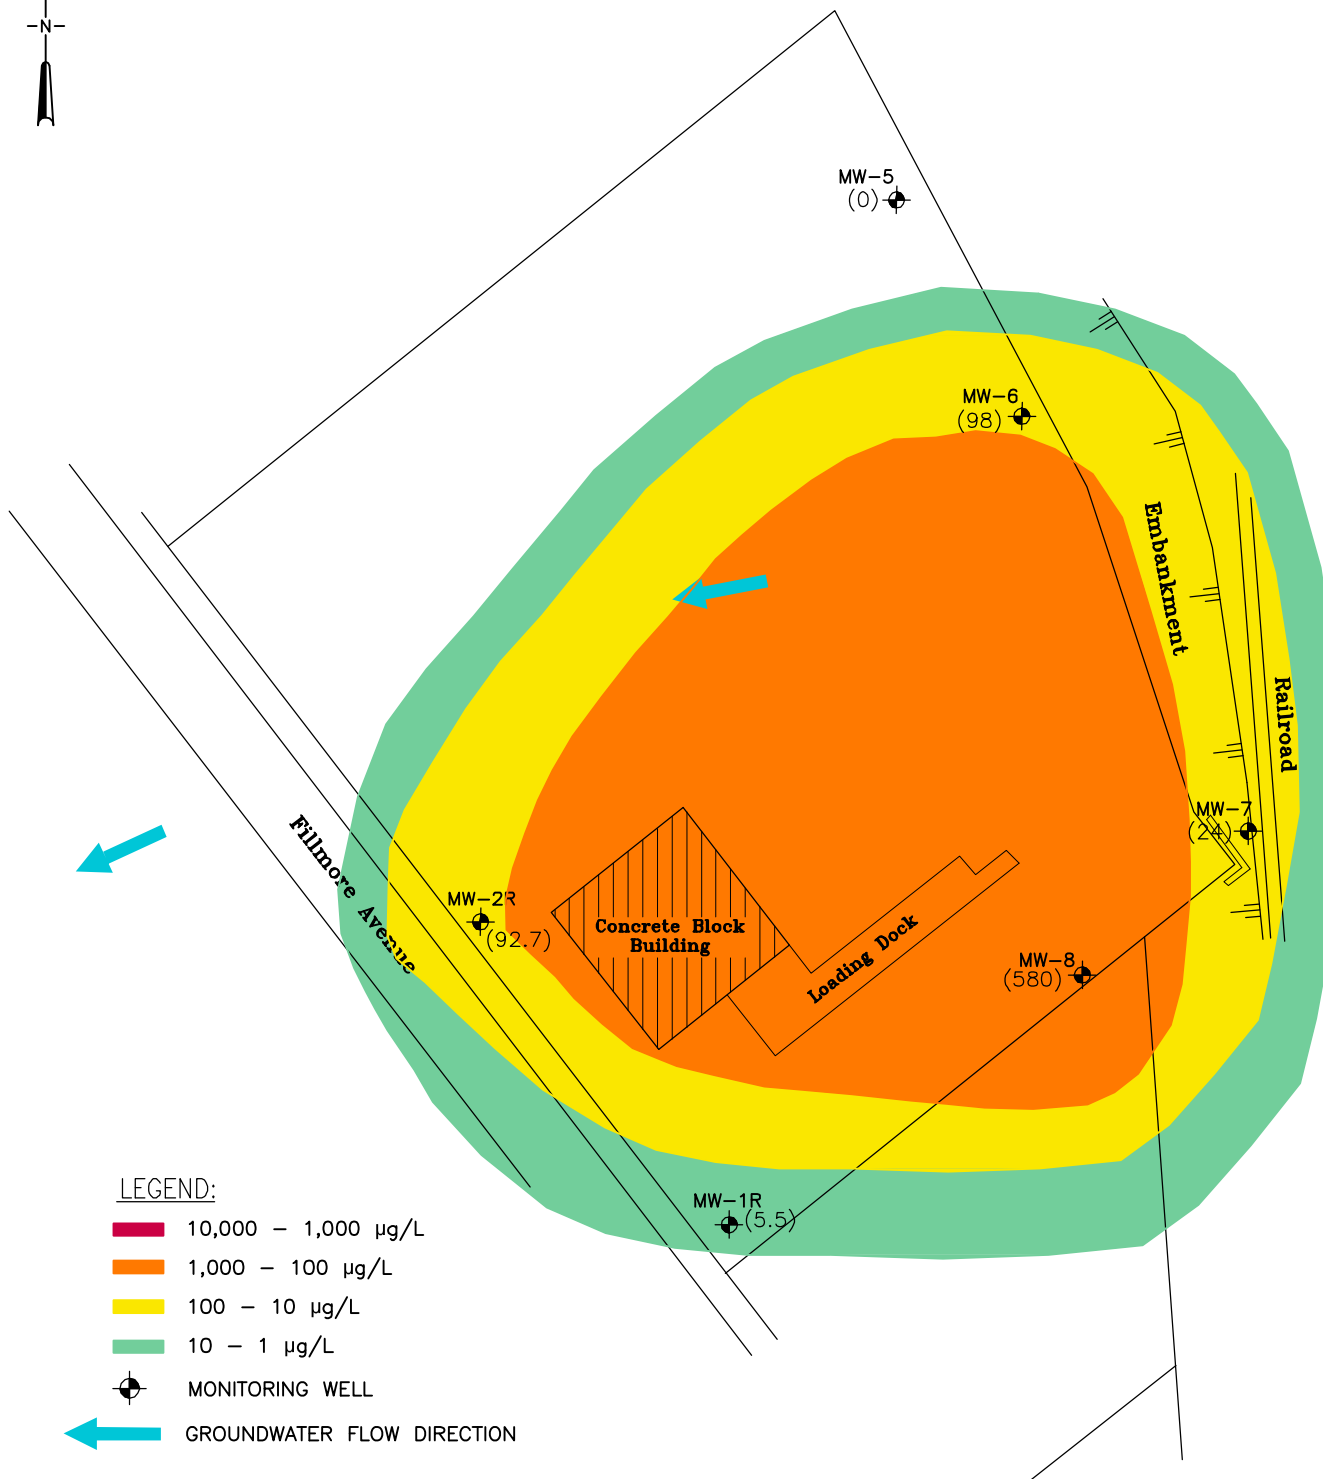 N
MW-5
(0)
MW-6
(98)
Embankment
Railroad
MW-7
(24)
Fillmore Avenue
MW-2R
(92.7)
Concrete Block
Building
Loading Dock
MW-8
(580)
MW-1R
(5.5)
LEGEND:
10,000 - 1,000 µg/L
1,000 - 100 µg/L
100 - 10 µg/L
10 - 1 µg/L
MONITORING WELL
GROUNDWATER FLOW DIRECTION